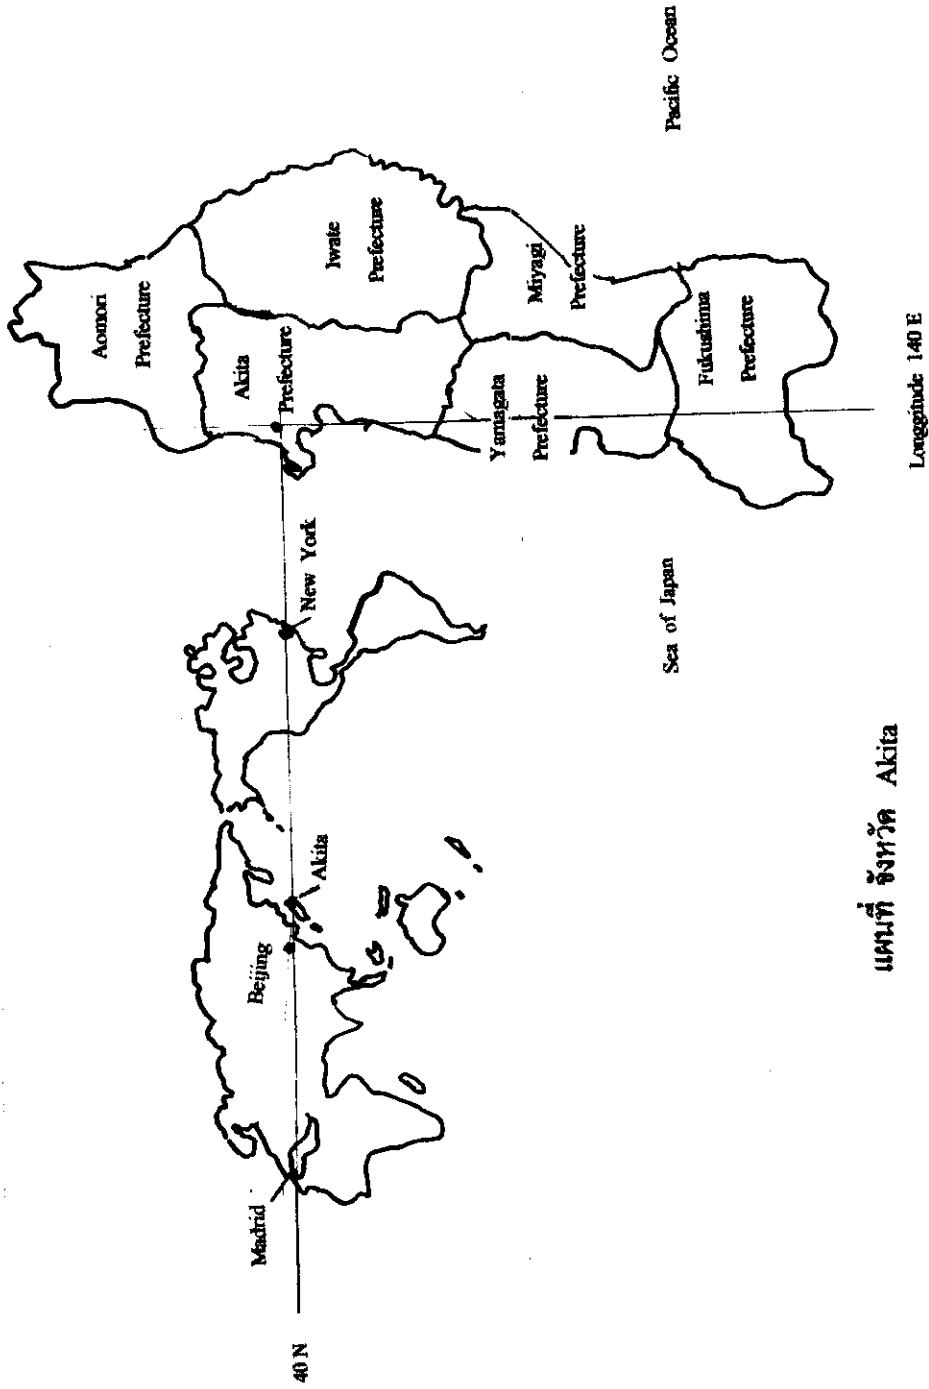 Aomori
Prefecture
Akita
Prefecture
Iwate
Prefecture
Yamagata
Prefecture
Miyagi
Prefecture
Fukushima
Prefecture
Pacific Ocean
Sea of Japan
Longgitude 140 E
40 N
Madrid
Beijing
Akita
New York
แผนที่ จังหวัด Akita